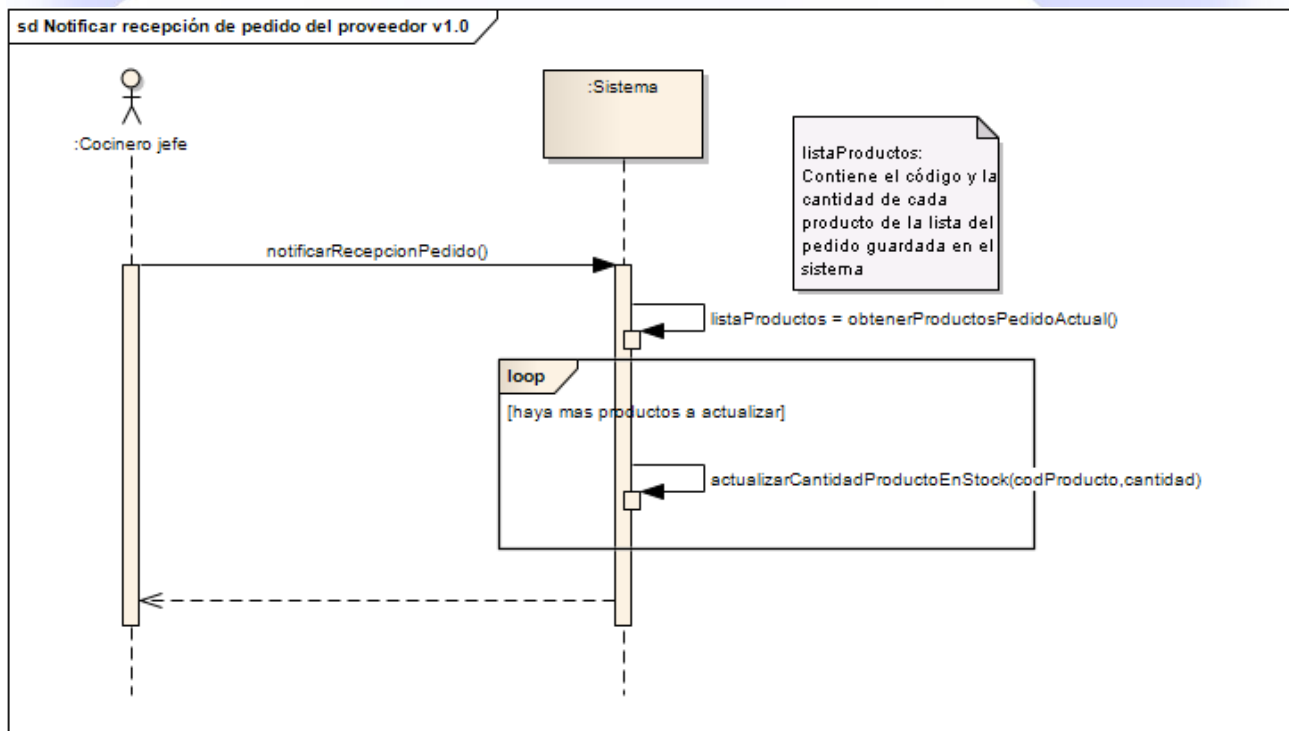 sd Notificar recepción de pedido del proveedor v1.0
:Cocinero jefe
:Sistema
listaProductos:
Contiene el código y la
cantidad de cada
producto de la lista del
pedido guardada en el
sistema
notificarRecepcionPedido()
listaProductos = obtenerProductosPedidoActual()
loop
[haya mas productos a actualizar]
actualizarCantidadProductoEnStock(codProducto,cantidad)